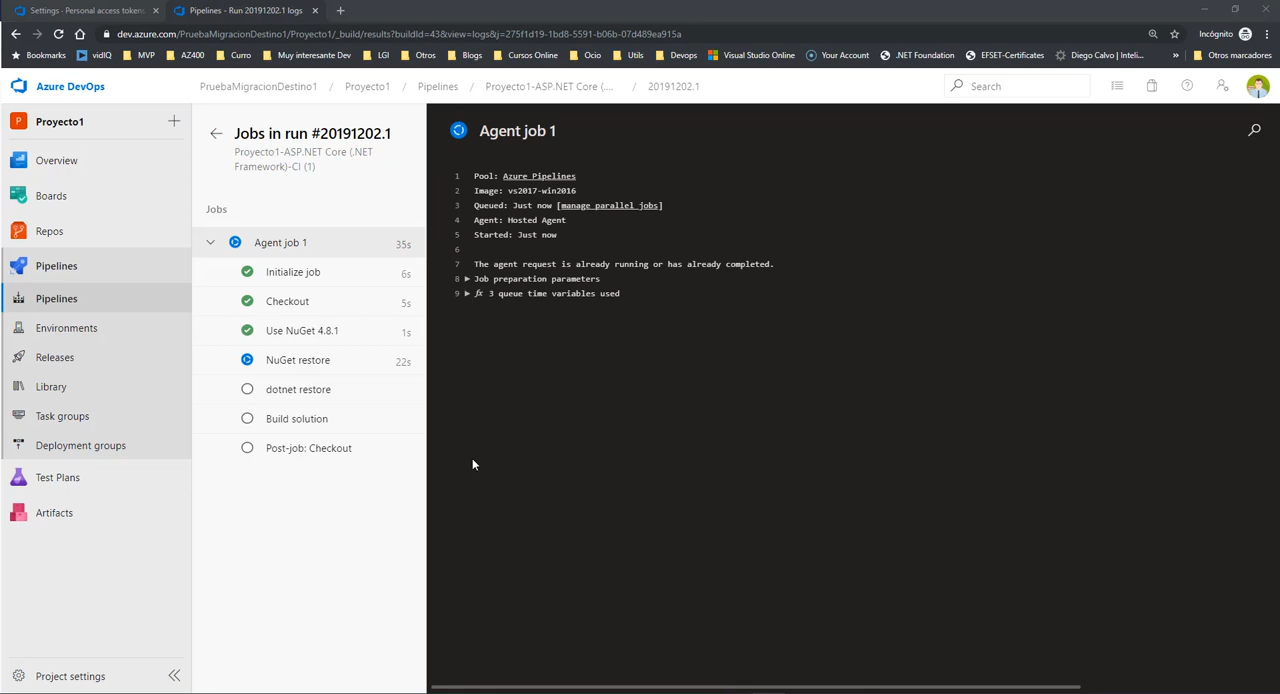 Settings - Personal access tokens
Pipelines - Run 20191202.1 logs
dev.azure.com/PruebaMigracionDestino1/Proyecto1/_build/results?buildId=43&view=logs&j=275f1d19-1bd8-5591-b06b-07d489ea915a
Incógnito
Bookmarks vidIQ MVP AZ400 Curro Muy interesante Dev LGI Otros Blogs Cursos Online Ocio Utils Devops Visual Studio Online Your Account .NET Foundation EFSET-Certificates Diego Calvo | Inteli... » Otros marcadores
Azure DevOps
PruebaMigracionDestino1 / Proyecto1 / Pipelines / Proyecto1-ASP.NET Core (.... / 20191202.1
Search
P Proyecto1
Overview
Boards
Repos
Pipelines
Pipelines
Environments
Releases
Library
Task groups
Deployment groups
Test Plans
Artifacts
Project settings
Jobs in run #20191202.1
Proyecto1-ASP.NET Core (.NET
Framework)-CI (1)
Jobs
Agent job 1 35s
Initialize job 6s
Checkout 5s
Use NuGet 4.8.1 1s
NuGet restore 22s
dotnet restore
Build solution
Post-job: Checkout
Agent job 1
1 Pool: Azure Pipelines
2 Image: vs2017-win2016
3 Queued: Just now [manage parallel jobs]
4 Agent: Hosted Agent
5 Started: Just now
6
7 The agent request is already running or has already completed.
8 Job preparation parameters
9 fx 3 queue time variables used